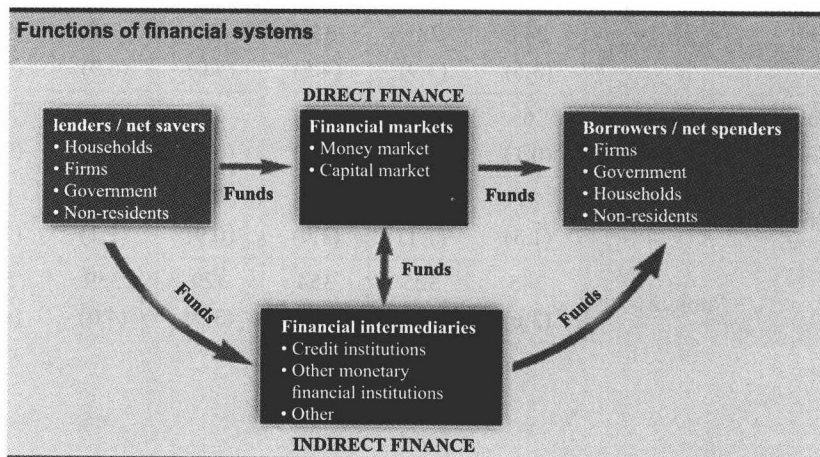 Functions of financial systems
DIRECT FINANCE
lenders / net savers
• Households
• Firms
• Government
• Non-residents
Funds
Financial markets
• Money market
• Capital market
Funds
Borrowers / net spenders
• Firms
• Government
• Households
• Non-residents
Funds
Funds
Funds
Financial intermediaries
• Credit institutions
• Other monetary
financial institutions
• Other
INDIRECT FINANCE